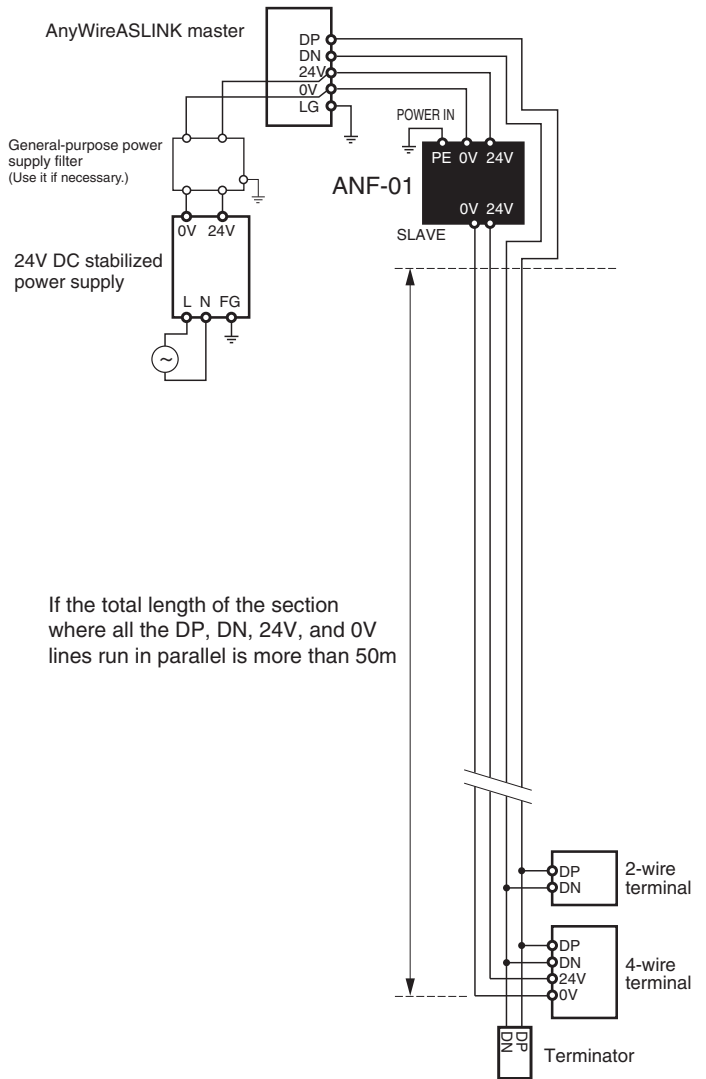 AnyWireASLINK master
DP
DN
24V
0V
LG
General-purpose power
supply filter
(Use it if necessary.)
POWER IN
PE 0V 24V
ANF-01
0V 24V
SLAVE
0V 24V
24V DC stabilized
power supply
L N FG
~
If the total length of the section
where all the DP, DN, 24V, and 0V
lines run in parallel is more than 50m
DP
DN
2-wire
terminal
DP
DN
24V
0V
4-wire
terminal
DN
DP
Terminator